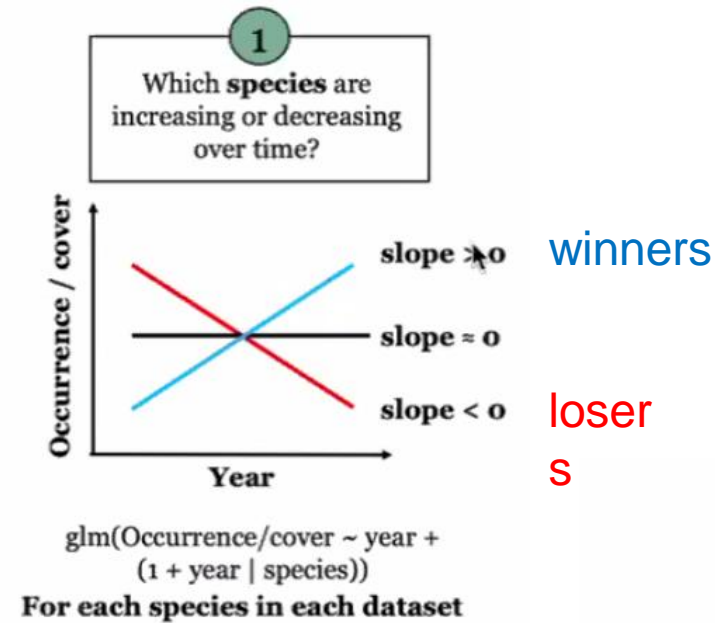 1
Which species are
increasing or decreasing
over time?
Occurrence / cover
slope > 0
winners
slope ≈ 0
slope < 0
loser
s
Year
glm(Occurrence/cover ~ year +
(1 + year | species))
For each species in each dataset